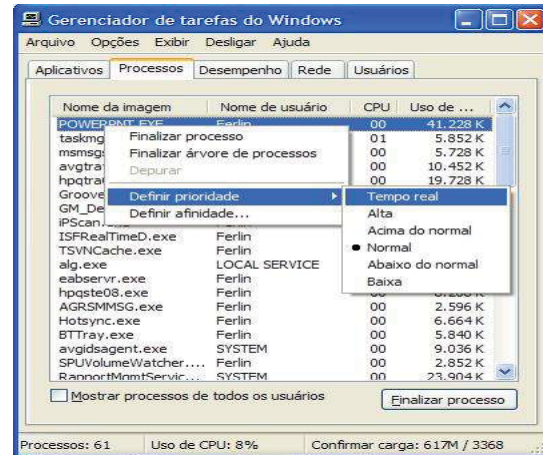 Gerenciador de tarefas do Windows
Arquivo Opções Exibir Desligar Ajuda
Aplicativos Processos Desempenho Rede Usuários
Nome da imagem Nome de usuário CPU Uso de ...
POWERPNT.EXE Ferlin 00 41.228 K
taskmg 01 5.852 K
msmsgs 00 5.728 K
avgtra 00 10.452 K
hpqtra 00 19.728 K
Groove
GM_De
iPScan.
ISFRealTimeD.exe Ferlin
TSVNCache.exe Ferlin
alg.exe LOCAL SERVICE
eabservr.exe Ferlin
hpqste08.exe Ferlin
AGRSMMSG.exe Ferlin 00 2.596 K
Hotsync.exe Ferlin 00 6.664 K
BTTray.exe Ferlin 00 5.840 K
avgidsagent.exe SYSTEM 00 9.036 K
SPUVolumeWatcher.... Ferlin 00 2.852 K
RapportMgmtServic... SYSTEM 00 23.904 K
Finalizar processo
Finalizar árvore de processos
Depurar
Definir prioridade
Definir afinidade...
Tempo real
Alta
Acima do normal
Normal
Abaixo do normal
Baixa
Mostrar processos de todos os usuários Finalizar processo
Processos: 61 Uso de CPU: 8% Confirmar carga: 617M / 3368